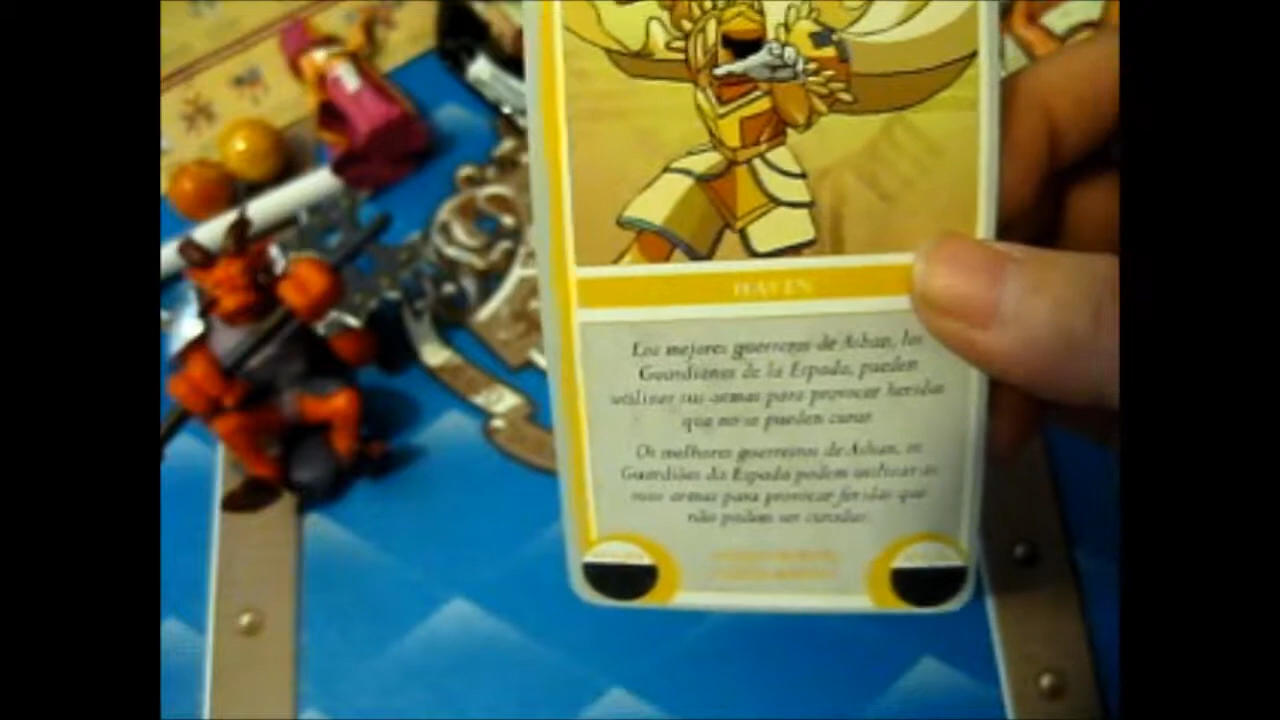 HAVEN
Los mejores guerreros de Ashan, los
Guardianes de la Espada, pueden
utilizar sus armas para provocar heridas
que no se pueden curar.
Os melhores guerreiros de Ashan, os
Guardiões da Espada podem utilizar as
suas armas para provocar feridas que
não podem ser curadas.